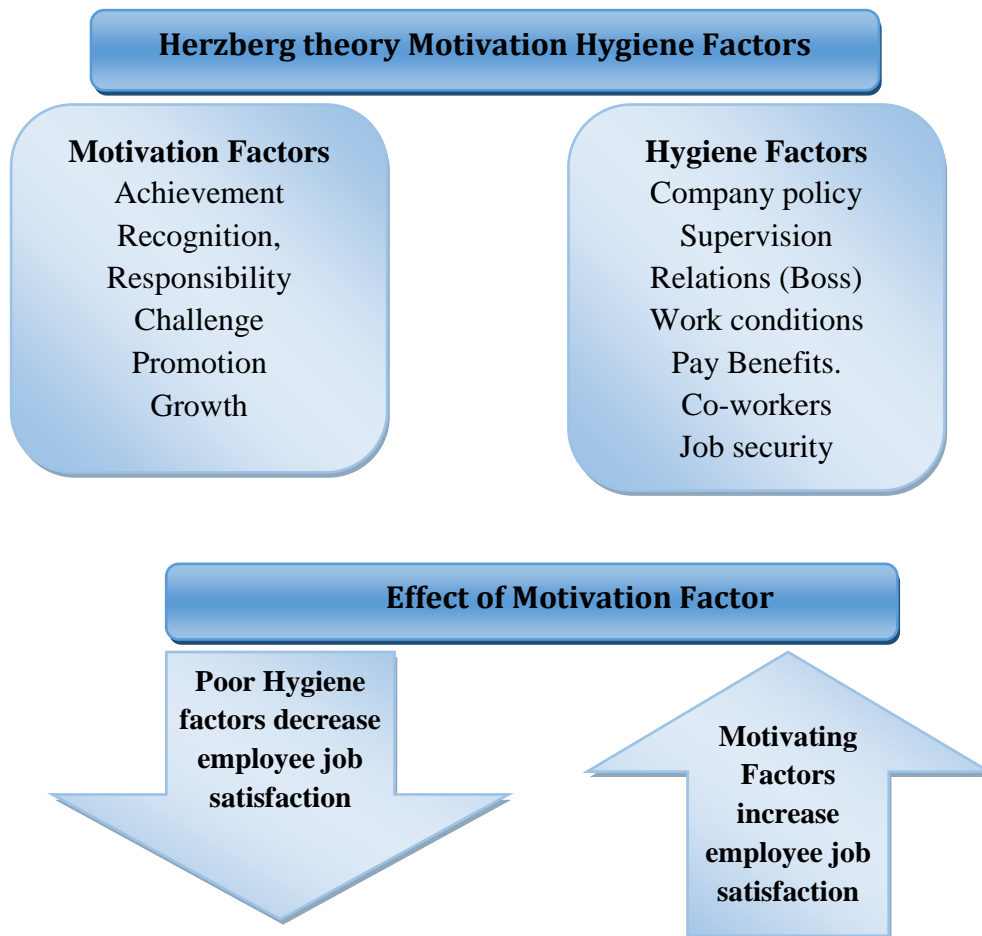 Herzberg theory Motivation Hygiene Factors
Motivation Factors
Achievement
Recognition,
Responsibility
Challenge
Promotion
Growth
Hygiene Factors
Company policy
Supervision
Relations (Boss)
Work conditions
Pay Benefits.
Co-workers
Job security
Effect of Motivation Factor
Poor Hygiene
factors decrease
employee job
satisfaction
Motivating
Factors
increase
employee job
satisfaction